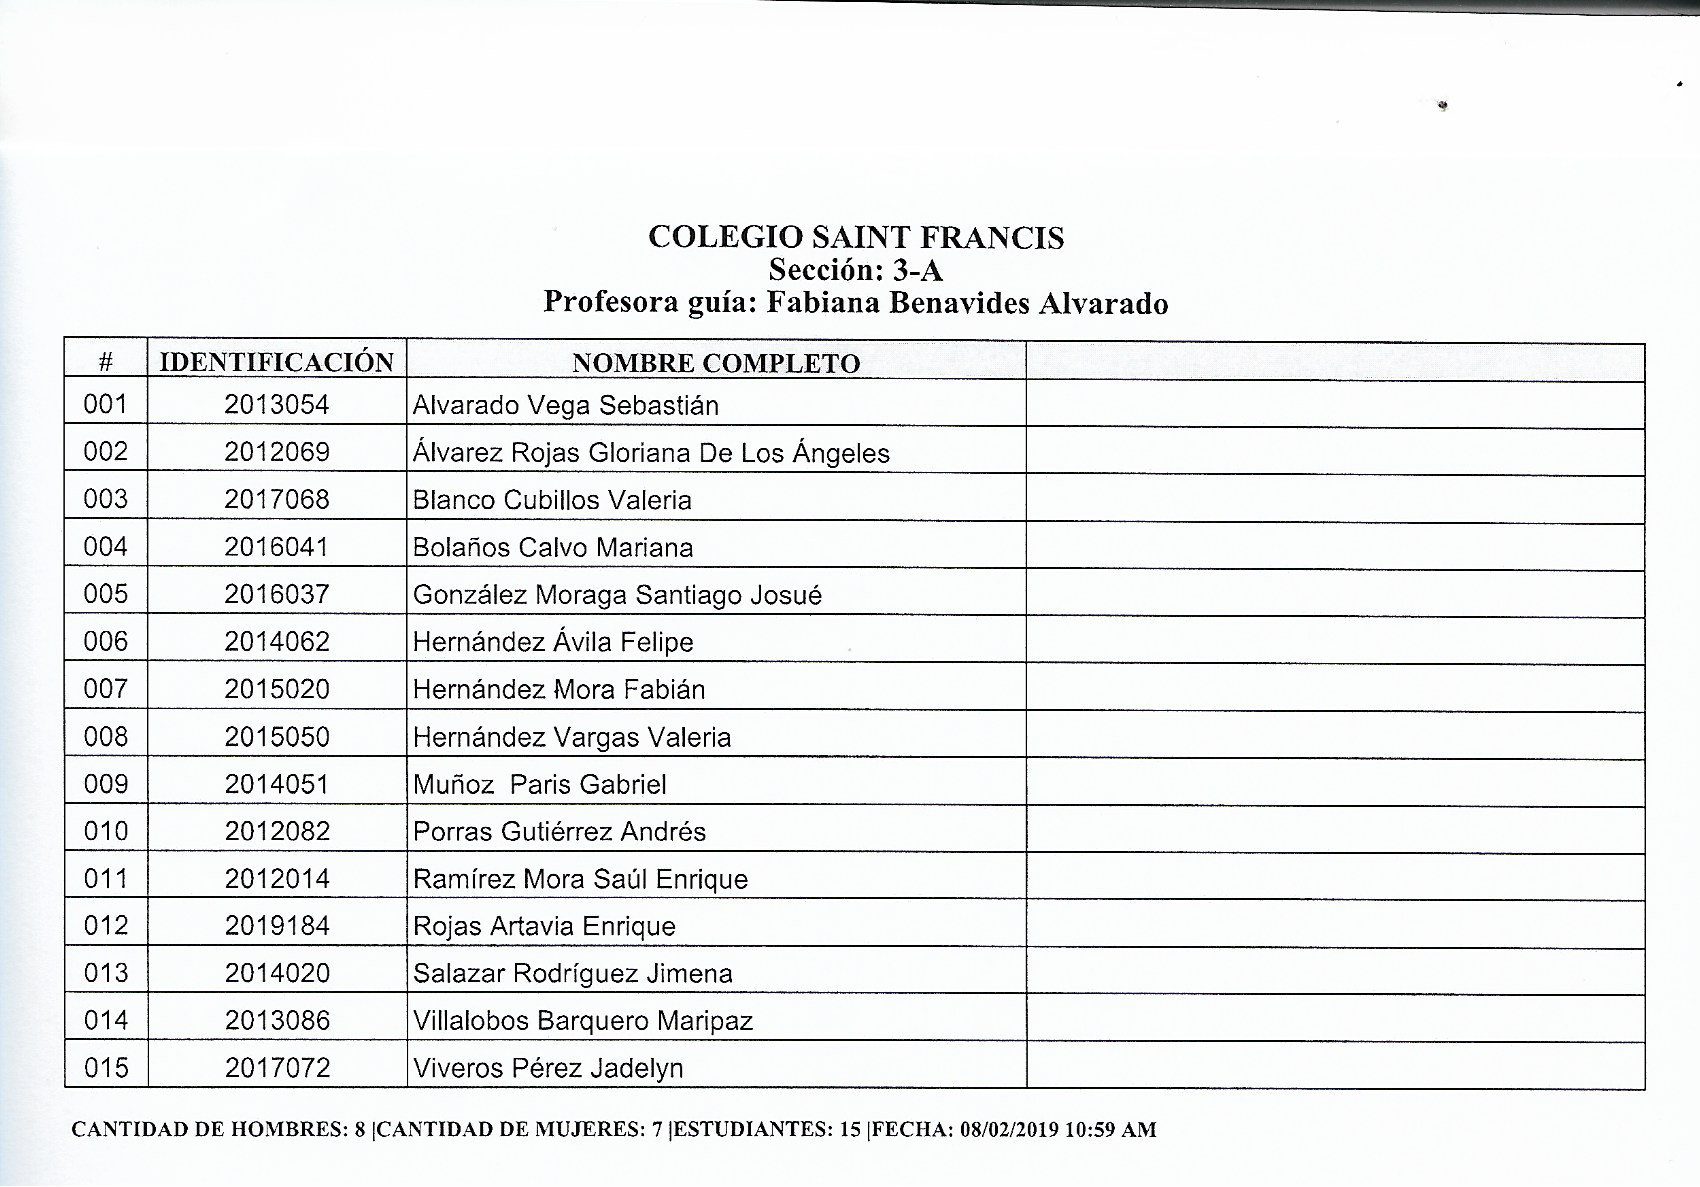 COLEGIO SAINT FRANCIS
Sección: 3-A
Profesora guía: Fabiana Benavides Alvarado
# IDENTIFICACIÓN NOMBRE COMPLETO
001 2013054 Alvarado Vega Sebastián
002 2012069 Álvarez Rojas Gloriana De Los Ángeles
003 2017068 Blanco Cubillos Valeria
004 2016041 Bolaños Calvo Mariana
005 2016037 González Moraga Santiago Josué
006 2014062 Hernández Ávila Felipe
007 2015020 Hernández Mora Fabián
008 2015050 Hernández Vargas Valeria
009 2014051 Muñoz  Paris Gabriel
010 2012082 Porras Gutiérrez Andrés
011 2012014 Ramírez Mora Saúl Enrique
012 2019184 Rojas Artavia Enrique
013 2014020 Salazar Rodríguez Jimena
014 2013086 Villalobos Barquero Maripaz
015 2017072 Viveros Pérez Jadelyn
CANTIDAD DE HOMBRES: 8 |CANTIDAD DE MUJERES: 7 |ESTUDIANTES: 15 |FECHA: 08/02/2019 10:59 AM